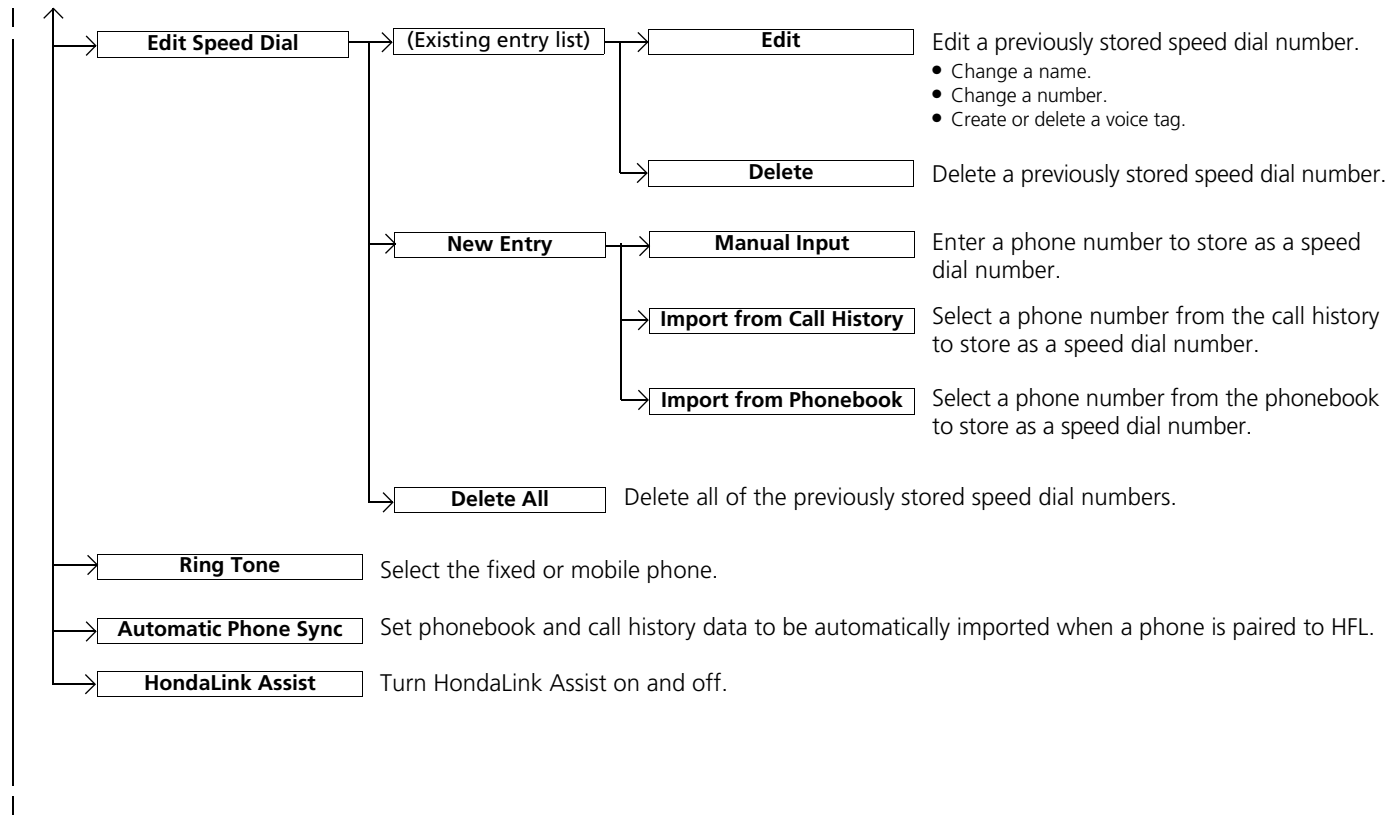 Edit Speed Dial
(Existing entry list)
Edit
Edit a previously stored speed dial number.
• Change a name.
• Change a number.
• Create or delete a voice tag.
Delete
Delete a previously stored speed dial number.
New Entry
Manual Input
Enter a phone number to store as a speed
dial number.
Import from Call History
Select a phone number from the call history
to store as a speed dial number.
Import from Phonebook
Select a phone number from the phonebook
to store as a speed dial number.
Delete All
Delete all of the previously stored speed dial numbers.
Ring Tone
Select the fixed or mobile phone.
Automatic Phone Sync
Set phonebook and call history data to be automatically imported when a phone is paired to HFL.
HondaLink Assist
Turn HondaLink Assist on and off.